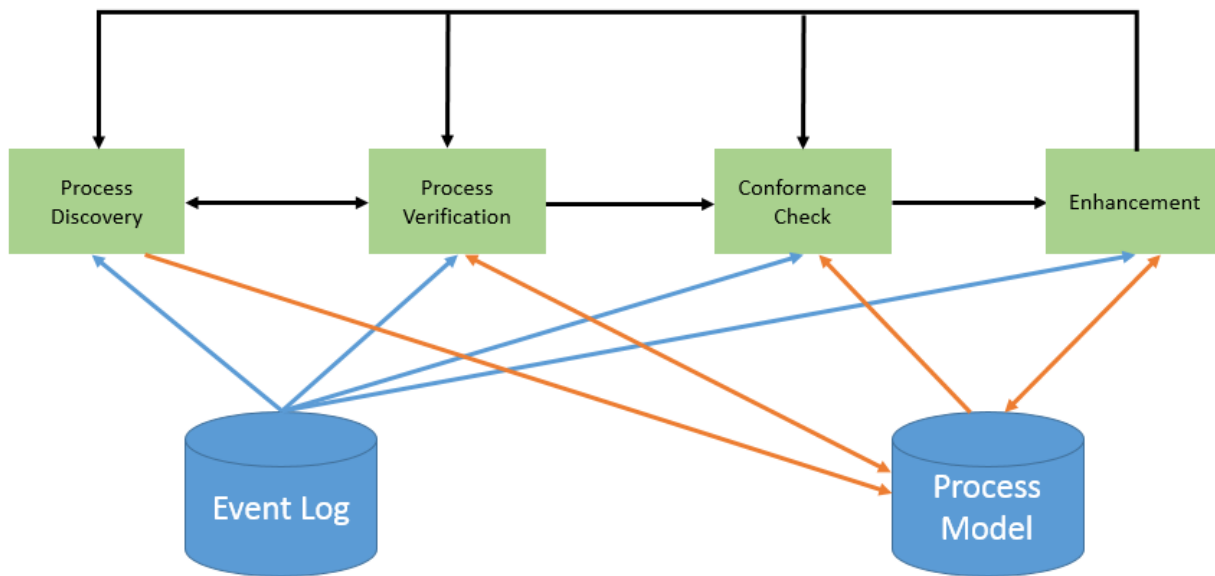 Process
Discovery
Process
Verification
Conformance
Check
Enhancement
Event Log
Process
Model